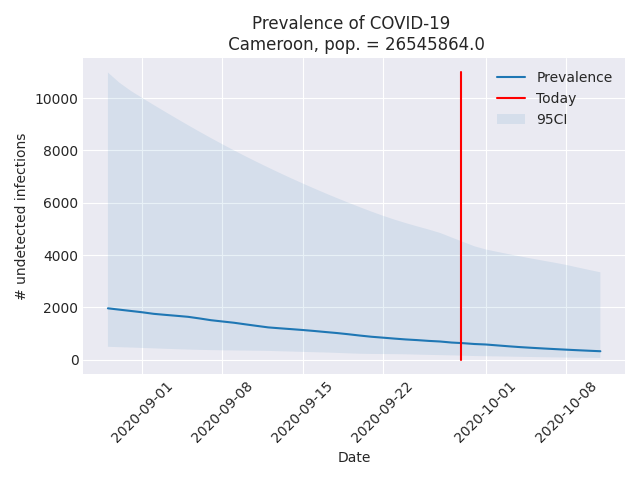 Prevalence of COVID-19
Cameroon, pop. = 26545864.0
Prevalence
Today
95CI
# undetected infections
10000
8000
6000
4000
2000
0
2020-09-01
2020-09-08
2020-09-15
2020-09-22
2020-10-01
2020-10-08
Date